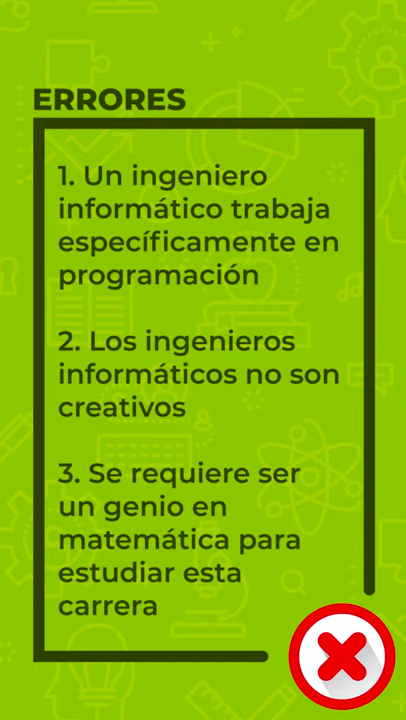 ERRORES
1. Un ingeniero
informático trabaja
específicamente en
programación
2. Los ingenieros
informáticos no son
creativos
3. Se requiere ser
un genio en
matemática para
estudiar esta
carrera